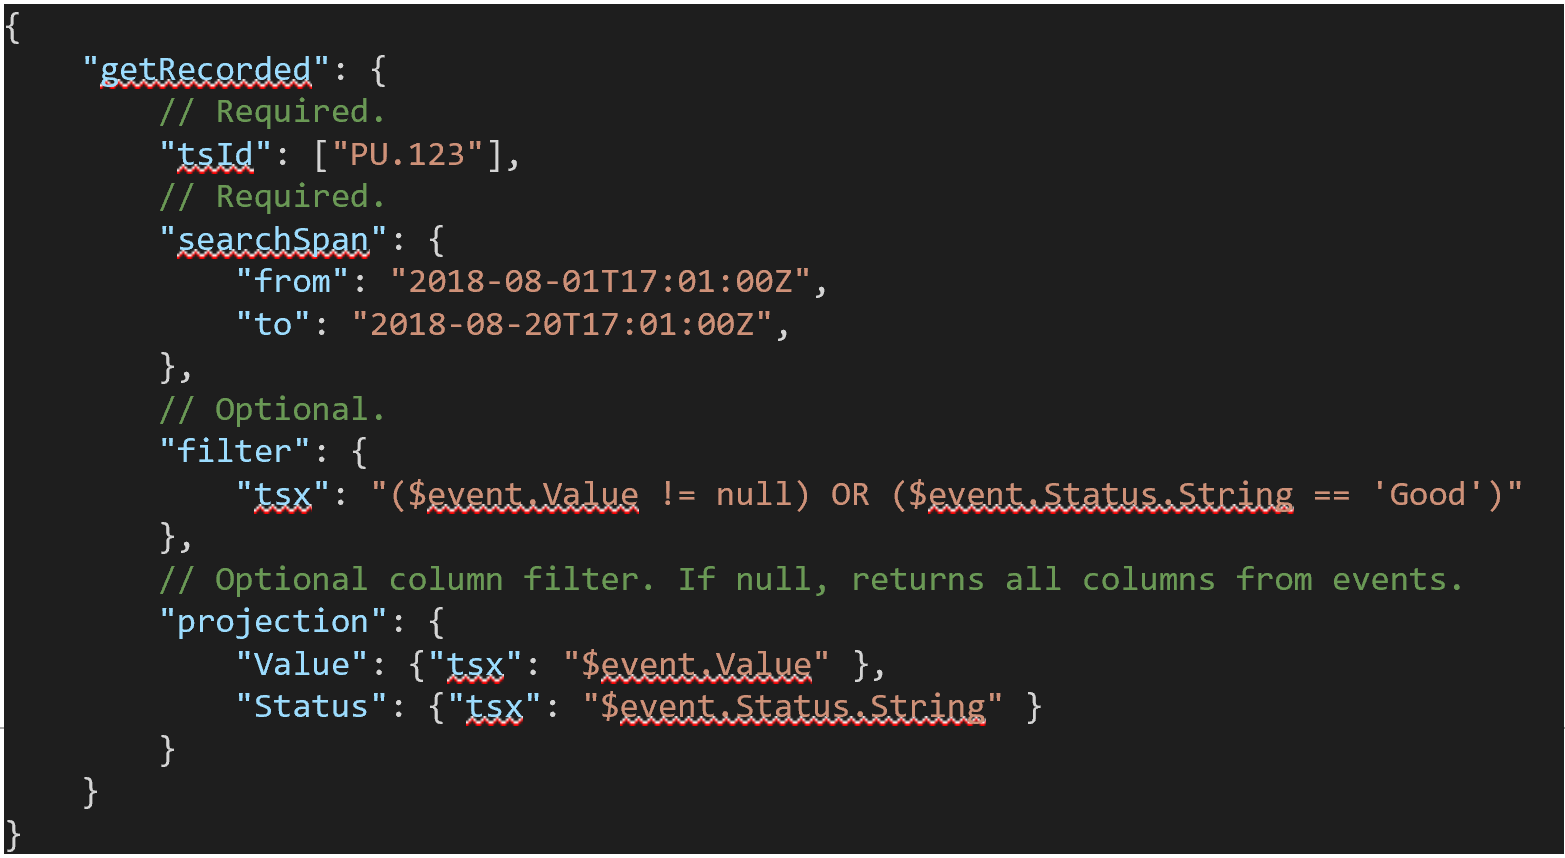 {
    "getRecorded": {
        // Required.
        "tsId": ["PU.123"],
        // Required.
        "searchSpan": {
            "from": "2018-08-01T17:01:00Z",
            "to": "2018-08-20T17:01:00Z",
        },
        // Optional.
        "filter": {
            "tsx": "($event.Value != null) OR ($event.Status.String == 'Good')"
        },
        // Optional column filter. If null, returns all columns from events.
        "projection": {
            "Value": {"tsx": "$event.Value" },
            "Status": {"tsx": "$event.Status.String" }
        }
    }
}